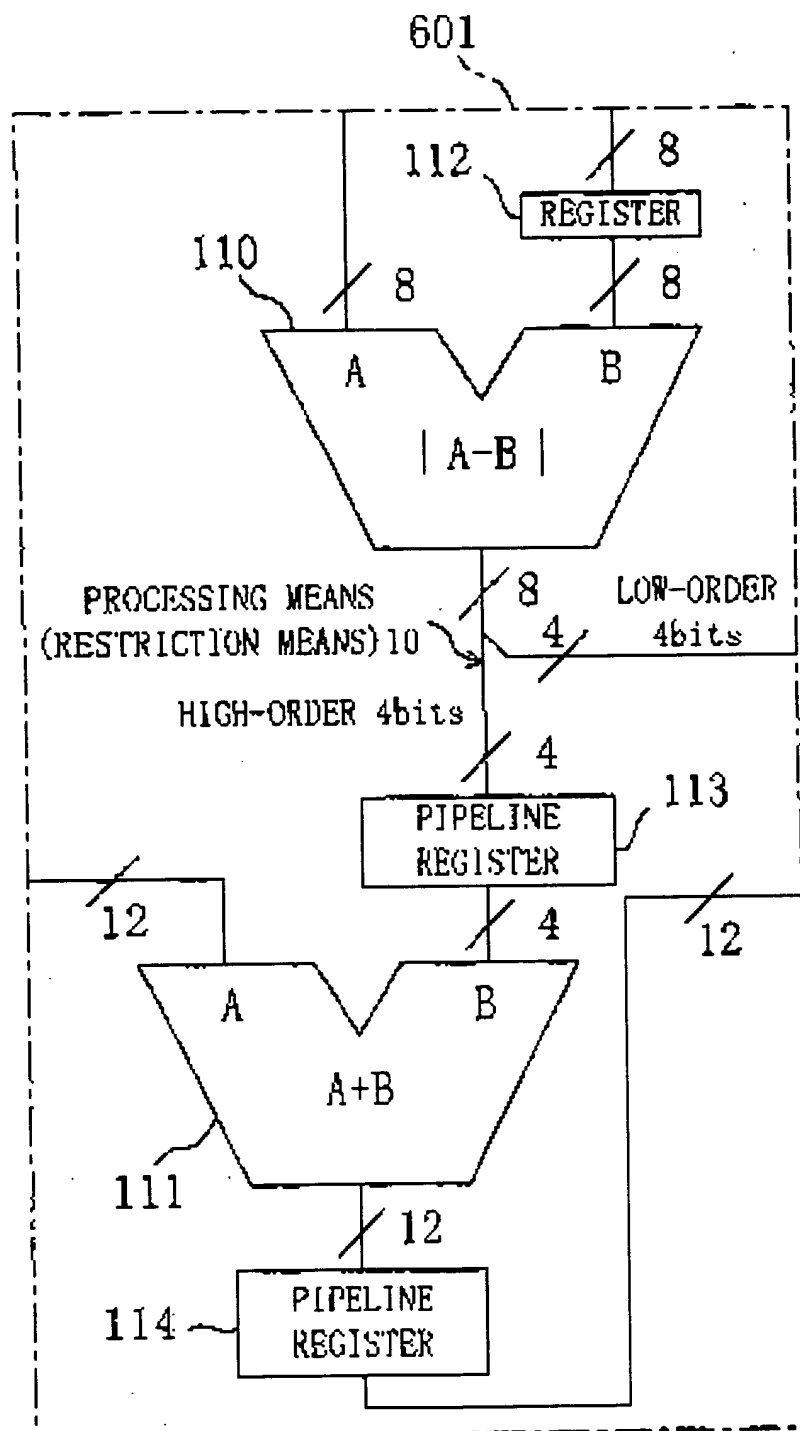 601
8
112
REGISTER
110
8
8
A
B
| A-B |
PROCESSING MEANS
(RESTRICTION MEANS)10
8
LOW-ORDER
4bits
4
HIGH-ORDER 4bits
4
113
PIPELINE
REGISTER
12
4
12
A
B
A+B
111
12
PIPELINE
REGISTER
114